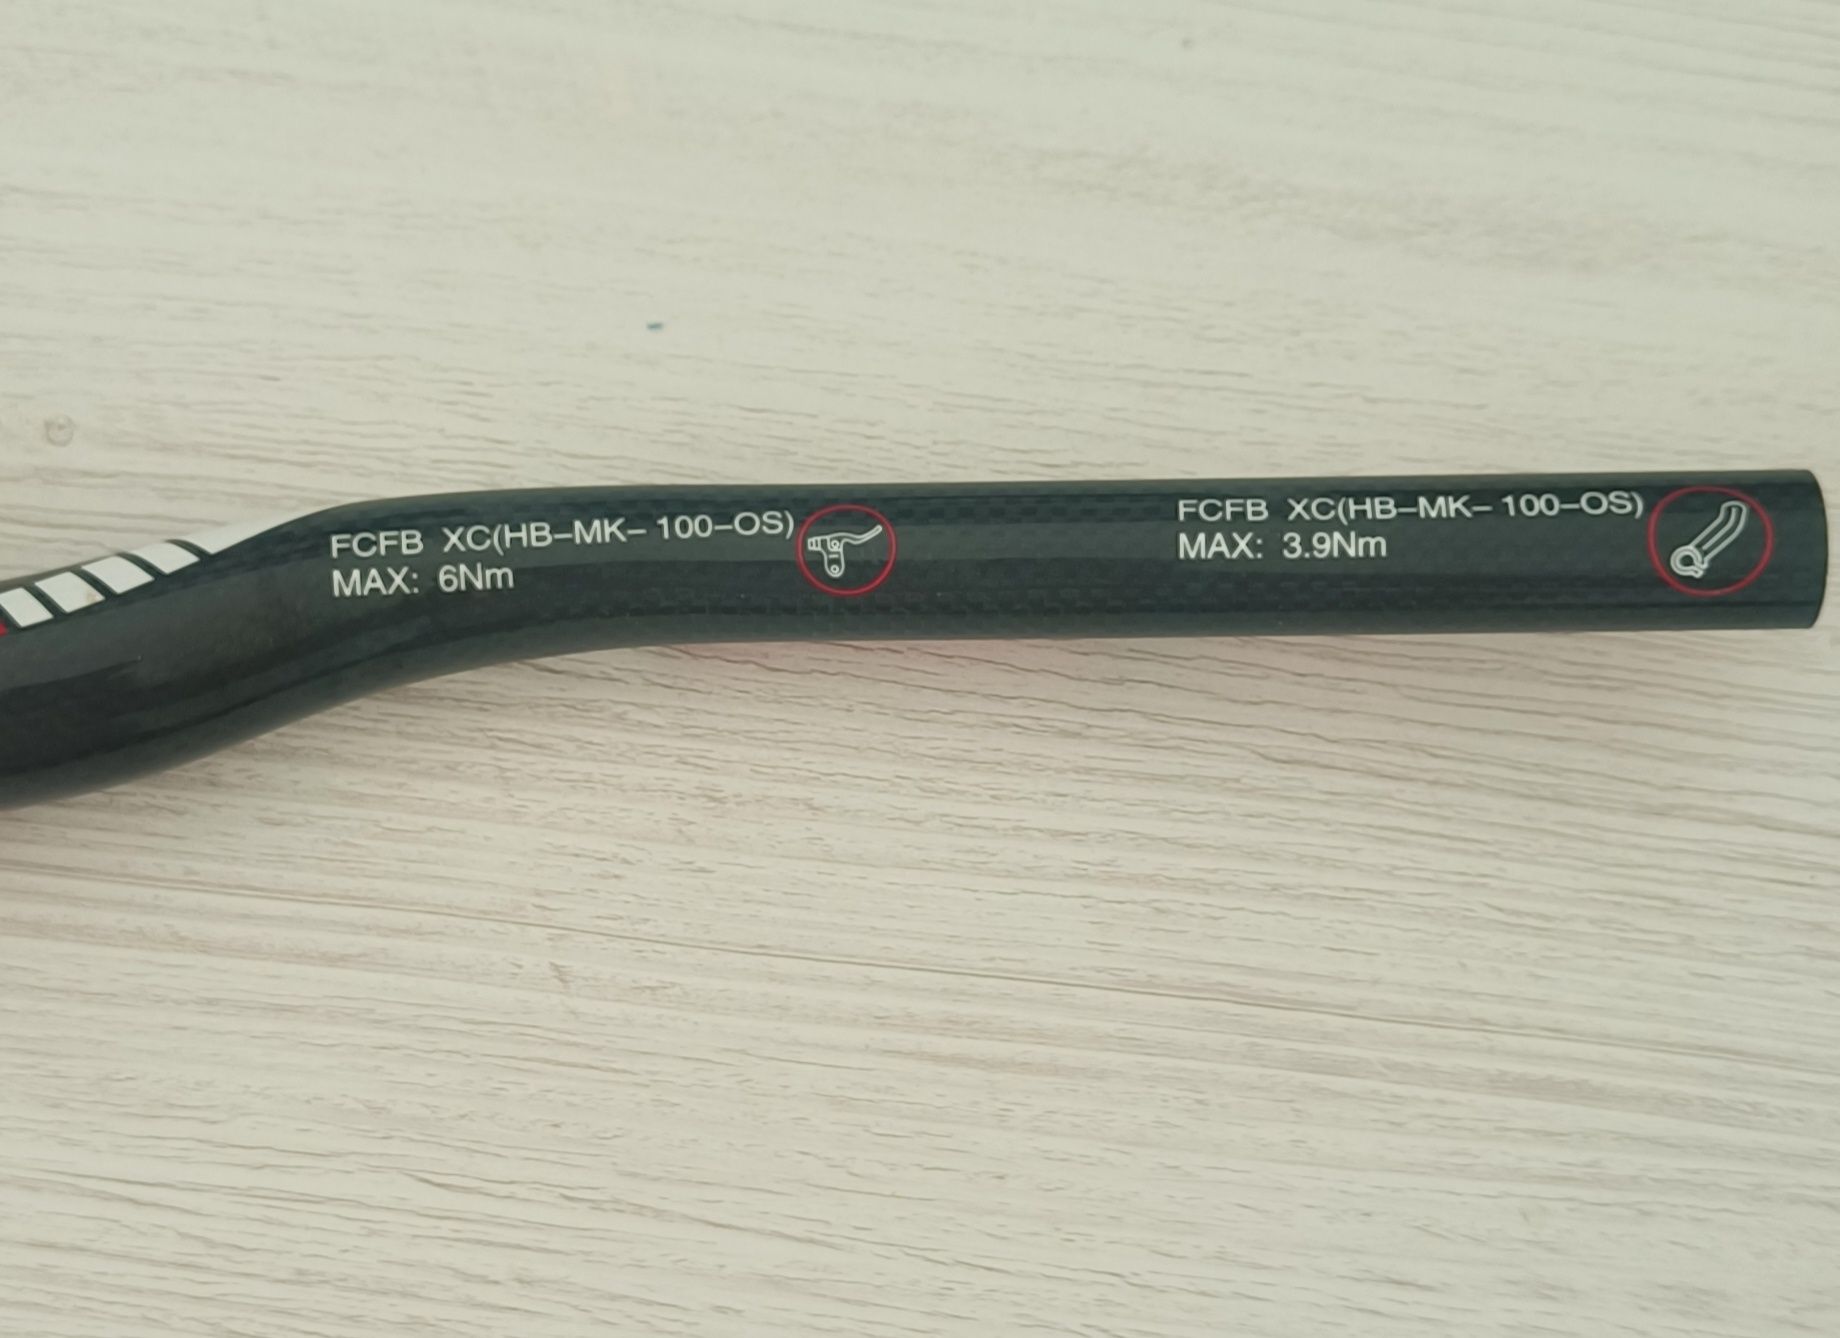 FCFB XC(HB-MK-100-OS)
MAX: 6Nm
FCFB XC(HB-MK-100-OS)
MAX: 3.9Nm